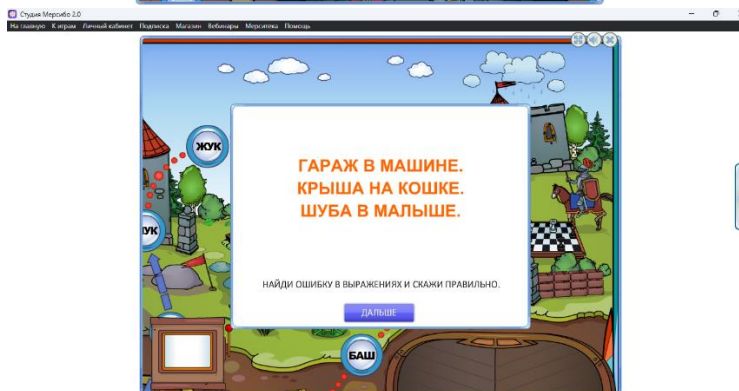 Студия Мерсибо 2.0
На главную К играм Личный кабинет Подписка Магазин Вебинары Мерситека Помощь
ЖУК
ГАРАЖ В МАШИНЕ.
КРЫША НА КОШКЕ.
ШУБА В МАЛЫШЕ.
УК
НАЙДИ ОШИБКУ В ВЫРАЖЕНИЯХ И СКАЖИ ПРАВИЛЬНО.
ДАЛЬШЕ
БАШ